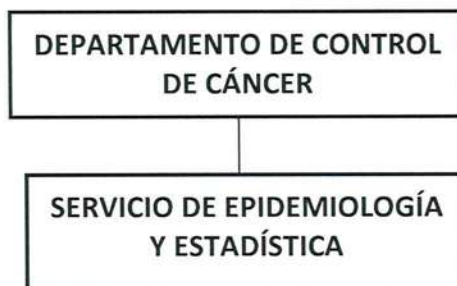 DEPARTAMENTO DE CONTROL
DE CÁNCER
SERVICIO DE EPIDEMIOLOGÍA
Y ESTADÍSTICA